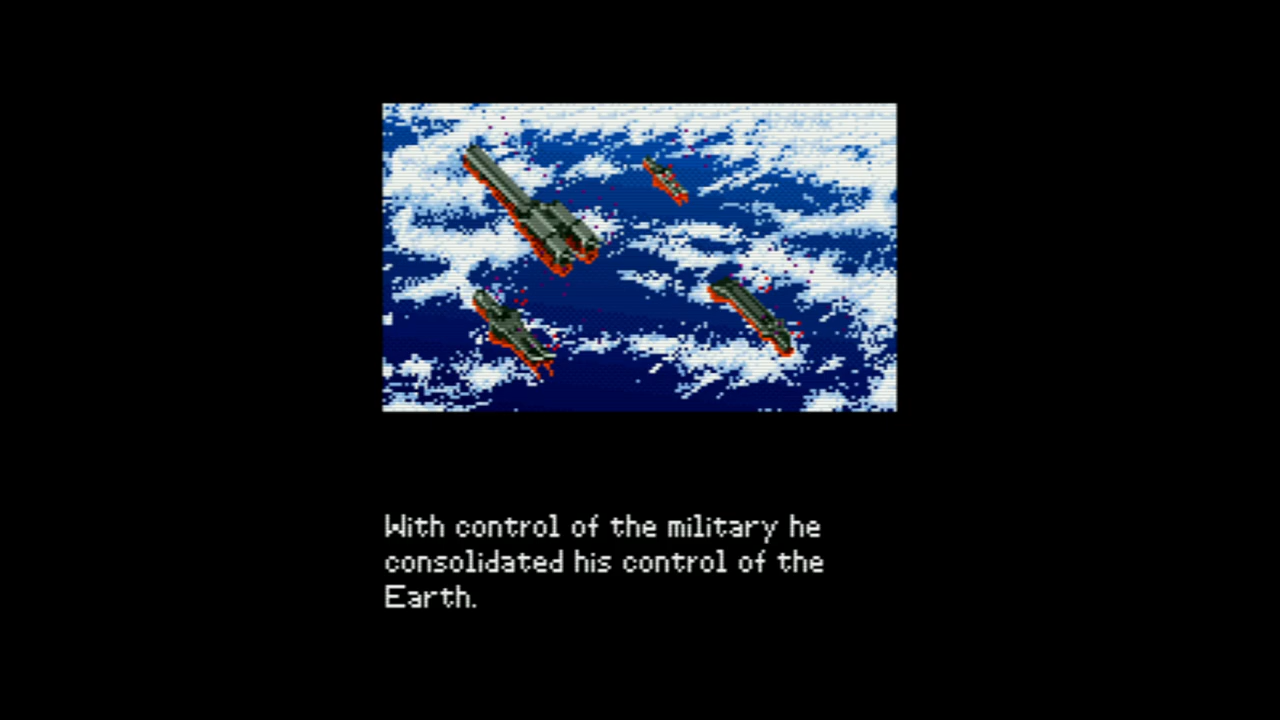 With control of the military he
consolidated his control of the
Earth.